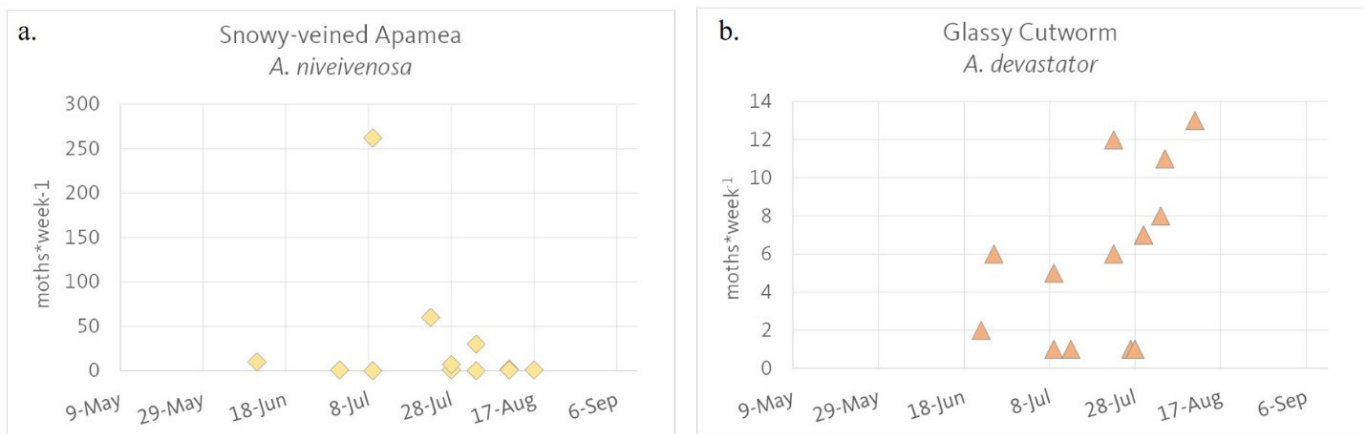 a.
Snowy-veined Apamea
A. niveivenosa
300
250
200
150
100
50
0
moths*week-1
9-May 29-May 18-Jun 8-Jul 28-Jul 17-Aug 6-Sep
b.
Glassy Cutworm
A. devastator
14
12
10
8
6
4
2
0
moths*week⁻¹
9-May 29-May 18-Jun 8-Jul 28-Jul 17-Aug 6-Sep